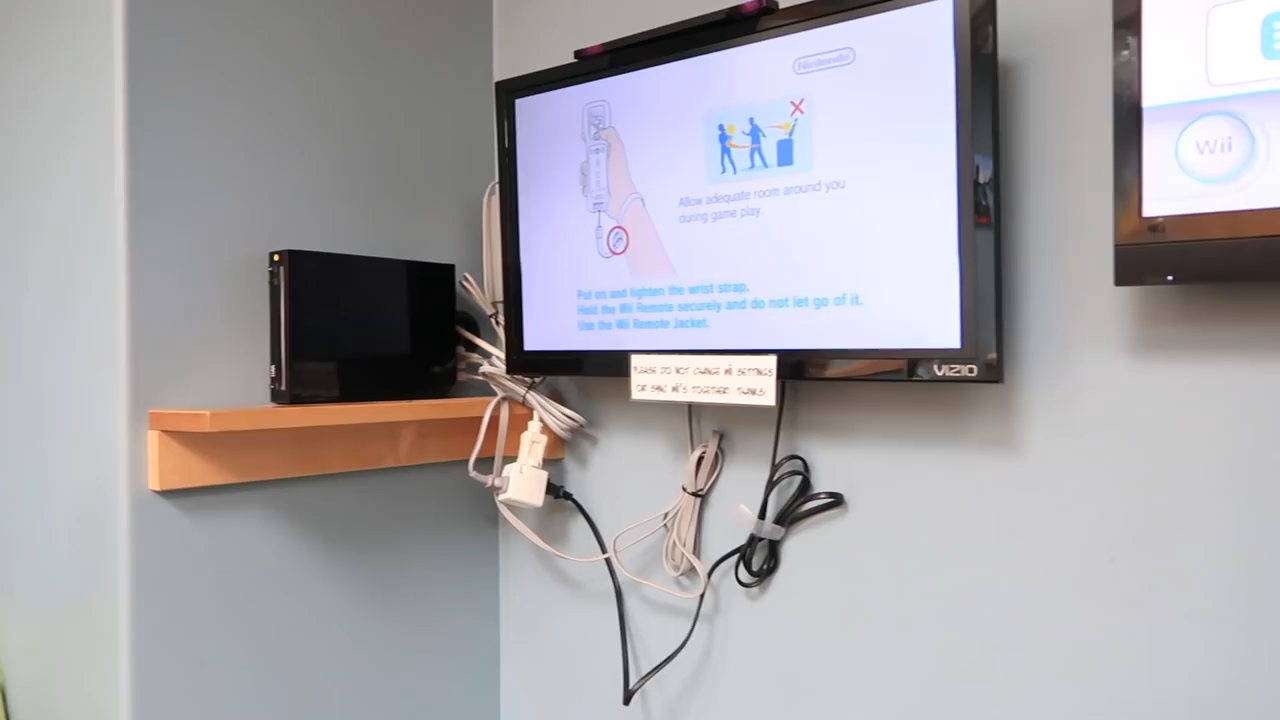 Nintendo
Allow adequate room around you
during game play.
Put on and tighten the wrist strap.
Hold the Wii Remote securely and do not let go of it.
Use the Wii Remote Jacket.
VIZIO
PLEASE DO NOT CHANGE WII SETTINGS
OR SYNC WII'S TOGETHER! THANKS!
Wii